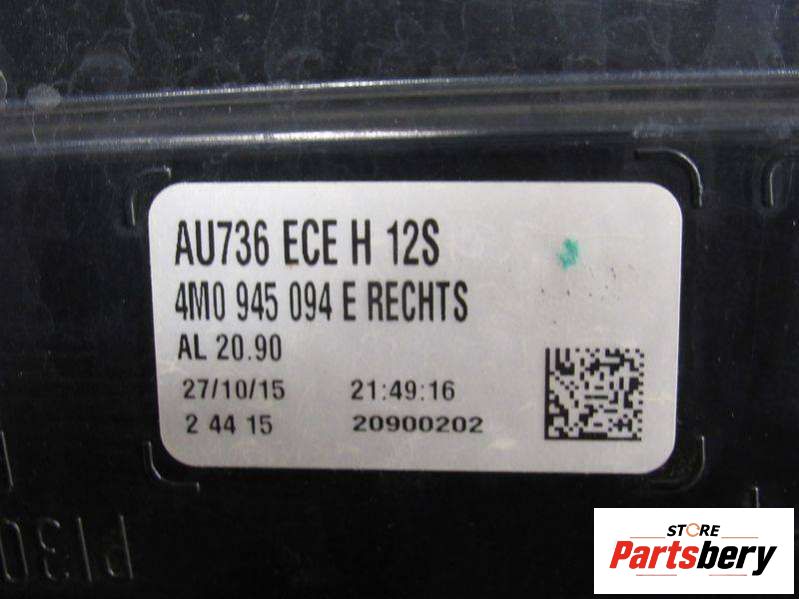 AU736 ECE H 12S
4M0 945 094 E RECHTS
AL 20.90
27/10/15 21:49:16
2 44 15 20900202
STORE
Partsbery